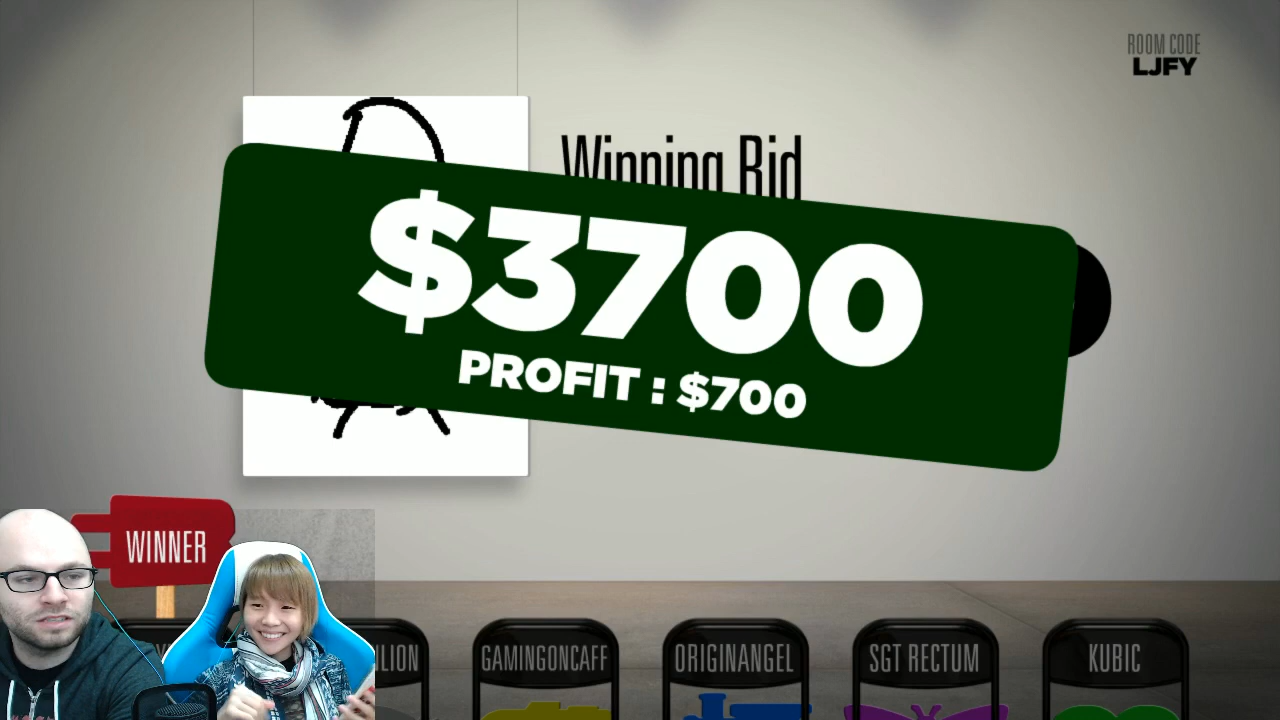 ROOM CODE
LJFY
Winning Bid
$3700
PROFIT : $700
WINNER
GAMINGONCAFF
ORIGINANGEL
SGT RECTUM
KUBIC